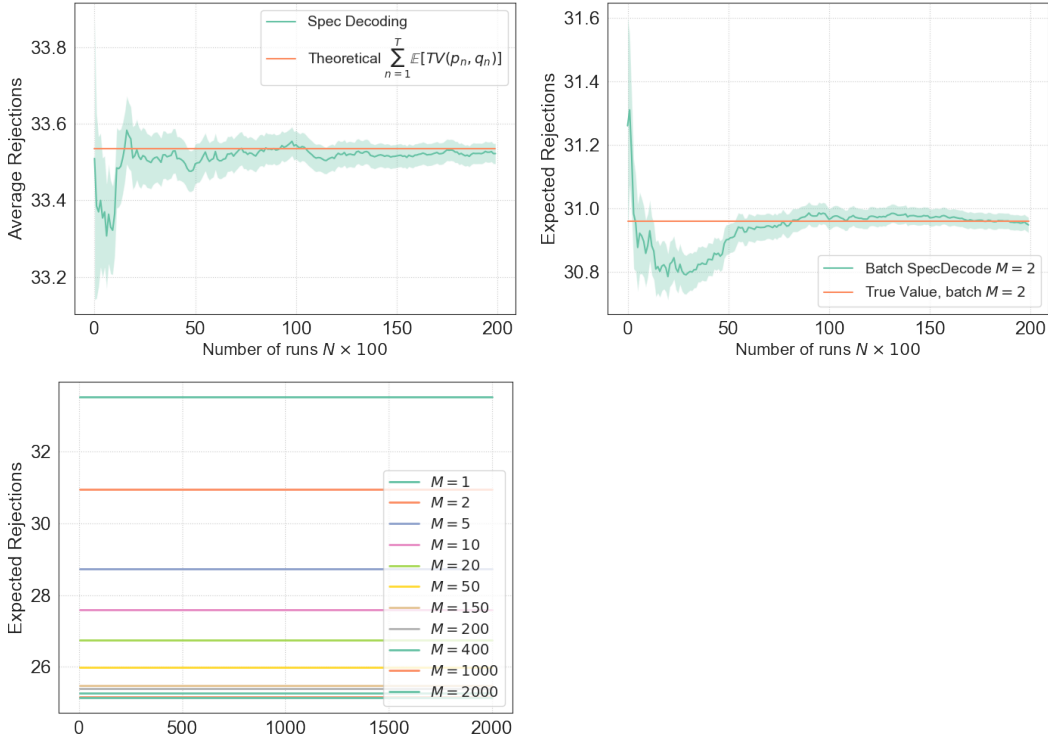 33.8
33.6
33.4
33.2
Average Rejections
Spec Decoding
Theoretical $\sum_{n=1}^{T} \mathbb{E}[TV(p_n, q_n)]$
0
50
100
150
200
Number of runs $N \times 100$
31.6
31.4
31.2
31.0
30.8
Expected Rejections
Batch SpecDecode $M = 2$
True Value, batch $M = 2$
0
50
100
150
200
Number of runs $N \times 100$
32
30
28
26
Expected Rejections
$M = 1$
$M = 2$
$M = 5$
$M = 10$
$M = 20$
$M = 50$
$M = 150$
$M = 200$
$M = 400$
$M = 1000$
$M = 2000$
0
500
1000
1500
2000